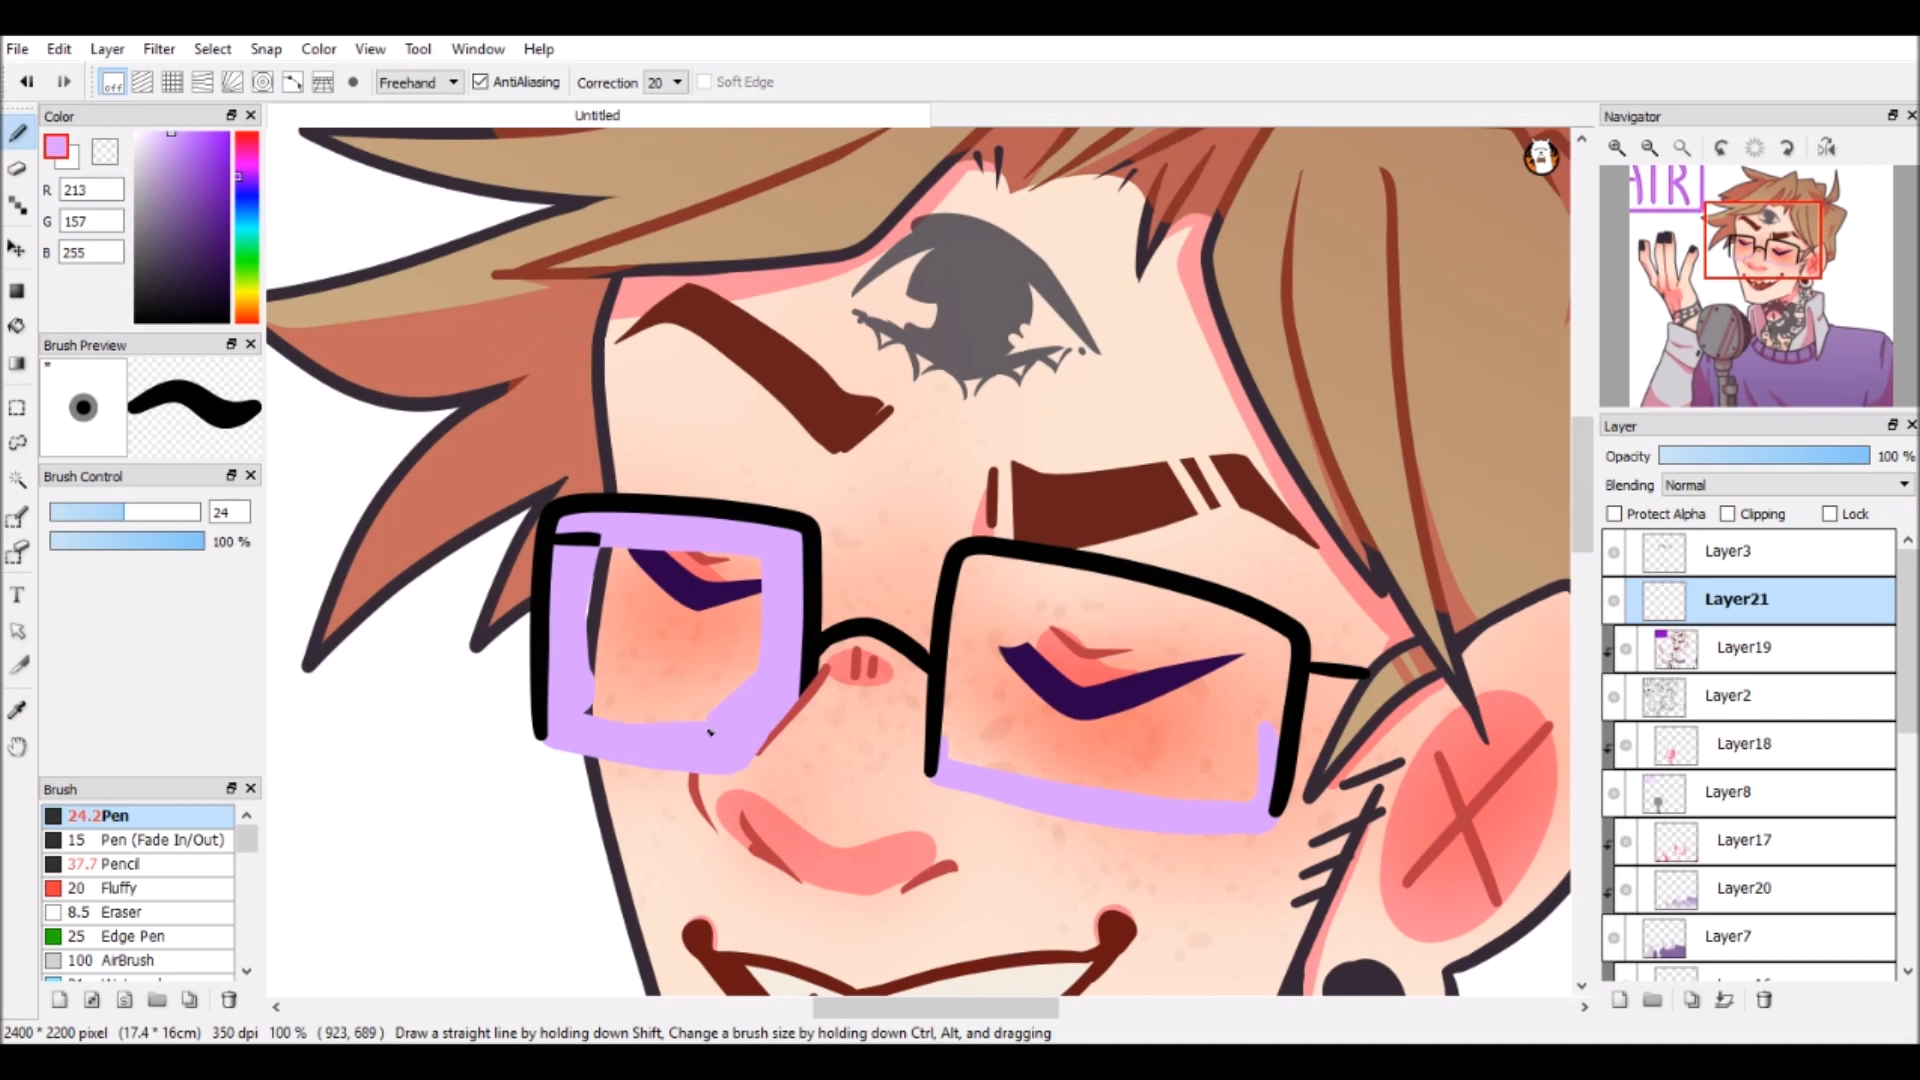 File Edit Layer Filter Select Snap Color View Tool Window Help
off Freehand AntiAliasing Correction 20 Soft Edge
Color
Untitled
Navigator
R 213
G 157
B 255
AIR
Brush Preview
*
Layer
Opacity 100 %
Brush Control
Blending Normal
24
Protect Alpha Clipping Lock
100 %
Layer3
Layer21
Layer19
Layer2
Layer18
Layer8
Layer17
Layer20
Layer7
Brush
24.2 Pen
15 Pen (Fade In/Out)
37.7 Pencil
20 Fluffy
8.5 Eraser
25 Edge Pen
100 AirBrush
2400 * 2200 pixel (17.4 * 16cm) 350 dpi 100 % ( 923, 689 ) Draw a straight line by holding down Shift, Change a brush size by holding down Ctrl, Alt, and dragging